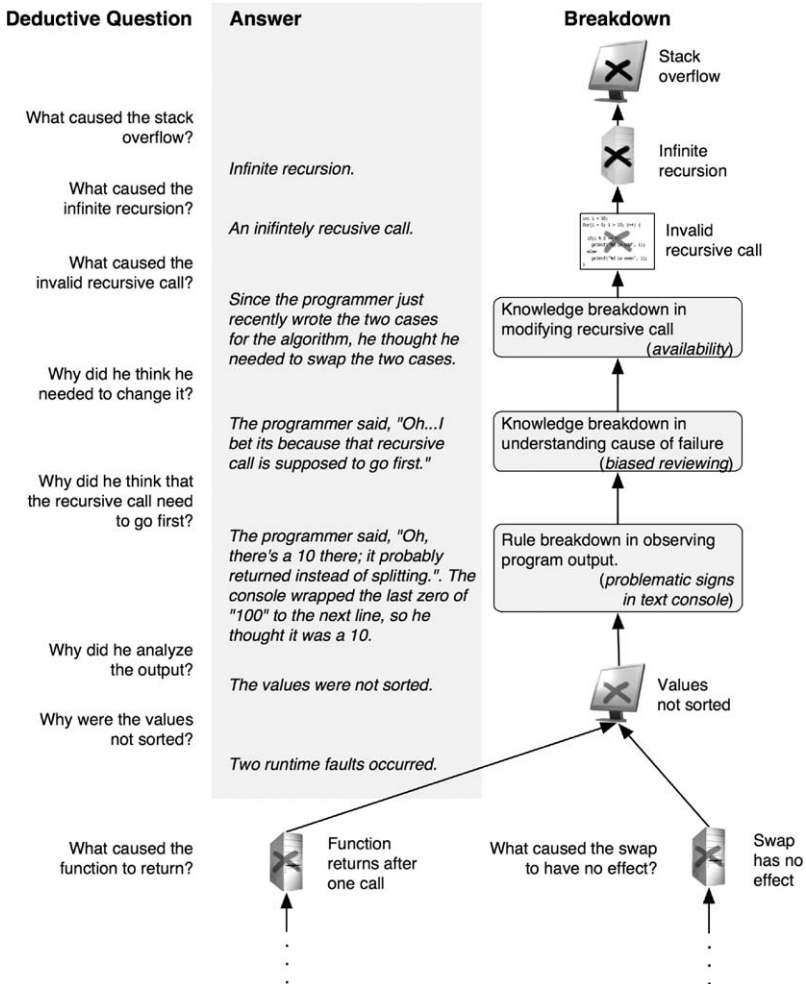 Deductive Question
Answer
Breakdown
Stack
overflow
What caused the stack
overflow?
Infinite recursion.
Infinite
recursion
What caused the
infinite recursion?
An inifintely recusive call.
Invalid
recursive call
What caused the
invalid recursive call?
Since the programmer just
recently wrote the two cases
for the algorithm, he thought he
needed to swap the two cases.
Knowledge breakdown in
modifying recursive call
(availability)
Why did he think he
needed to change it?
The programmer said, "Oh...I
bet its because that recursive
call is supposed to go first."
Knowledge breakdown in
understanding cause of failure
(biased reviewing)
Why did he think that
the recursive call need
to go first?
The programmer said, "Oh,
there's a 10 there; it probably
returned instead of splitting.". The
console wrapped the last zero of
"100" to the next line, so he
thought it was a 10.
Rule breakdown in observing
program output.
(problematic signs
in text console)
Why did he analyze
the output?
The values were not sorted.
Values
not sorted
Why were the values
not sorted?
Two runtime faults occurred.
What caused the
function to return?
Function
returns after
one call
What caused the swap
to have no effect?
Swap
has no
effect